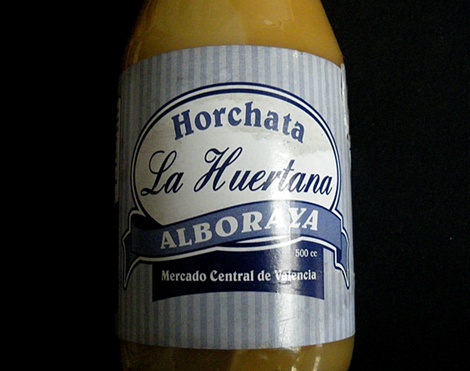 Horchata
La Huertana
ALBORAYA
500 cc
Mercado Central de Valencia